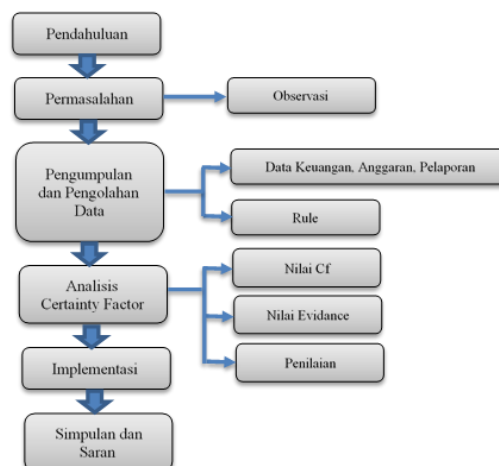 Pendahuluan
Permasalahan
Observasi
Pengumpulan
dan Pengolahan
Data
Data Keuangan, Anggaran, Pelaporan
Rule
Analisis
Certainty Factor
Nilai Cf
Nilai Evidance
Penilaian
Implementasi
Simpulan dan
Saran